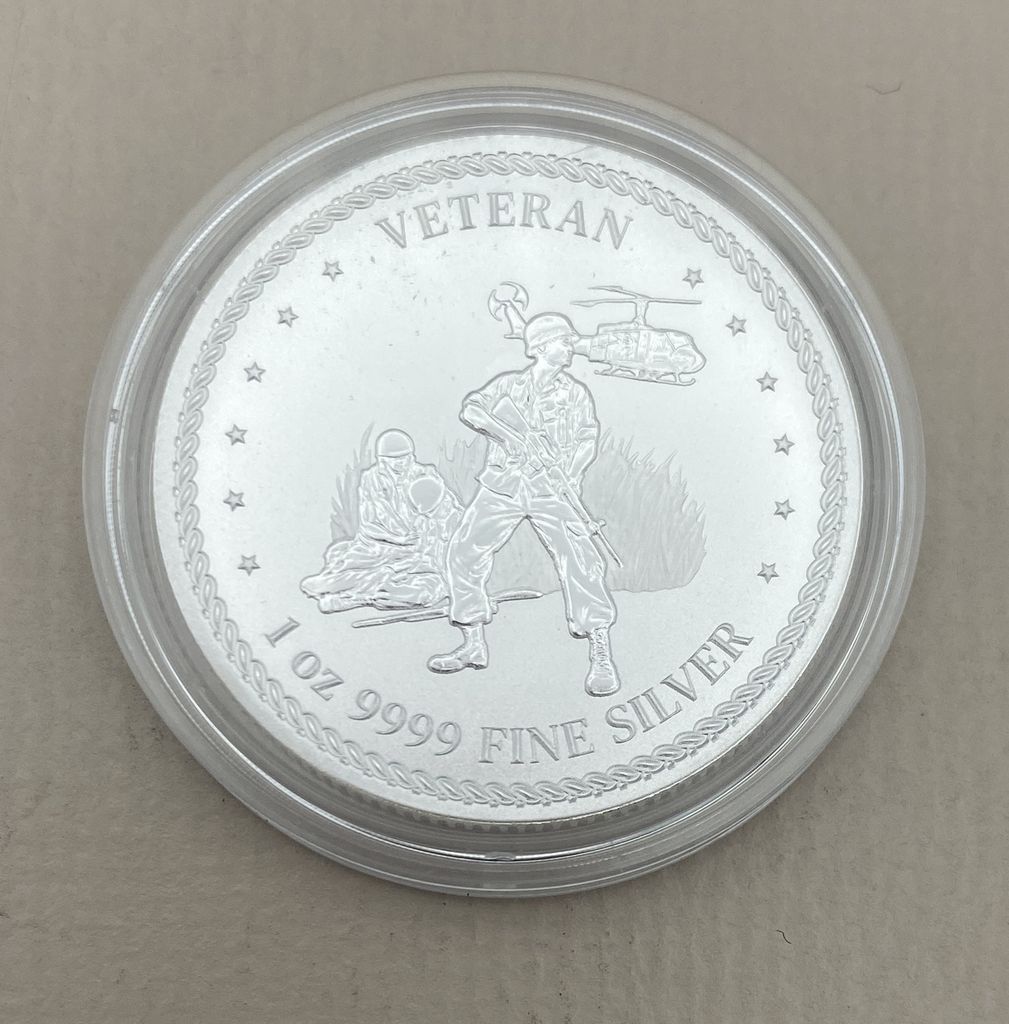 VETERAN
1 oz 9999 FINE SILVER